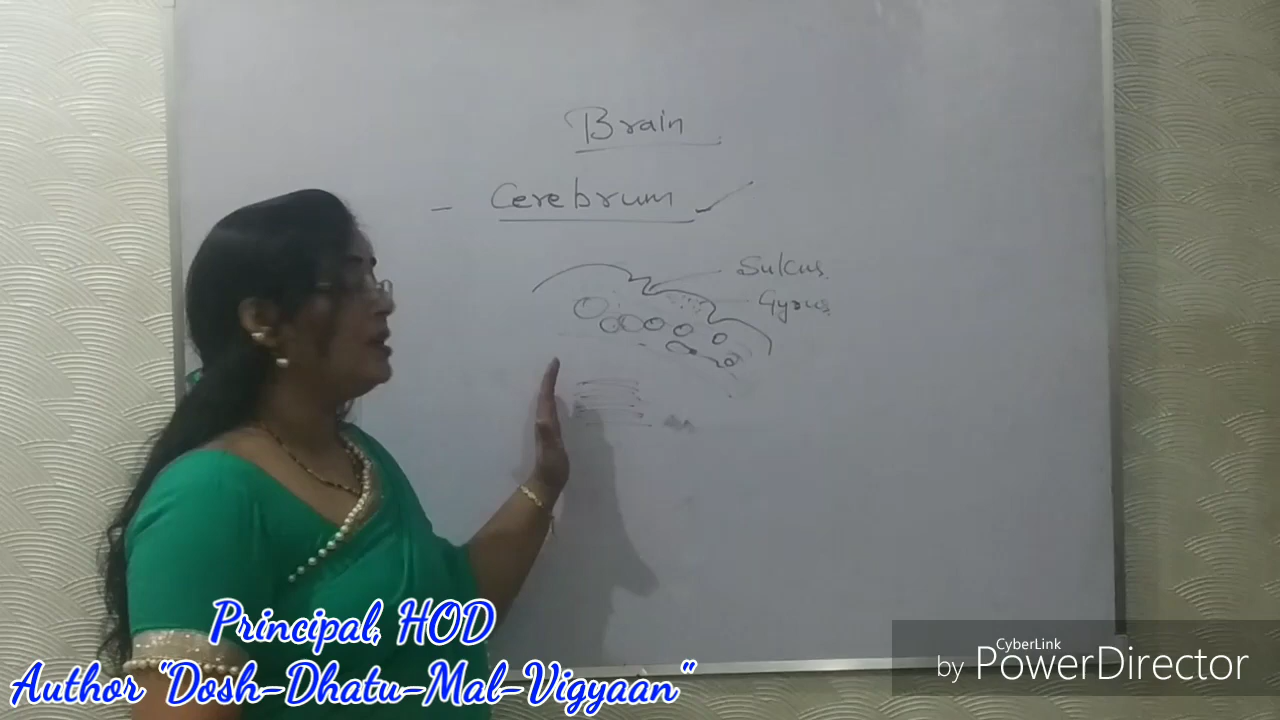 Brain
- Cerebrum ✓
Sulcus
Gyrus
Principal, HOD
Author "Dosh-Dhatu-Mal-Vigyaan"
CyberLink
by PowerDirector